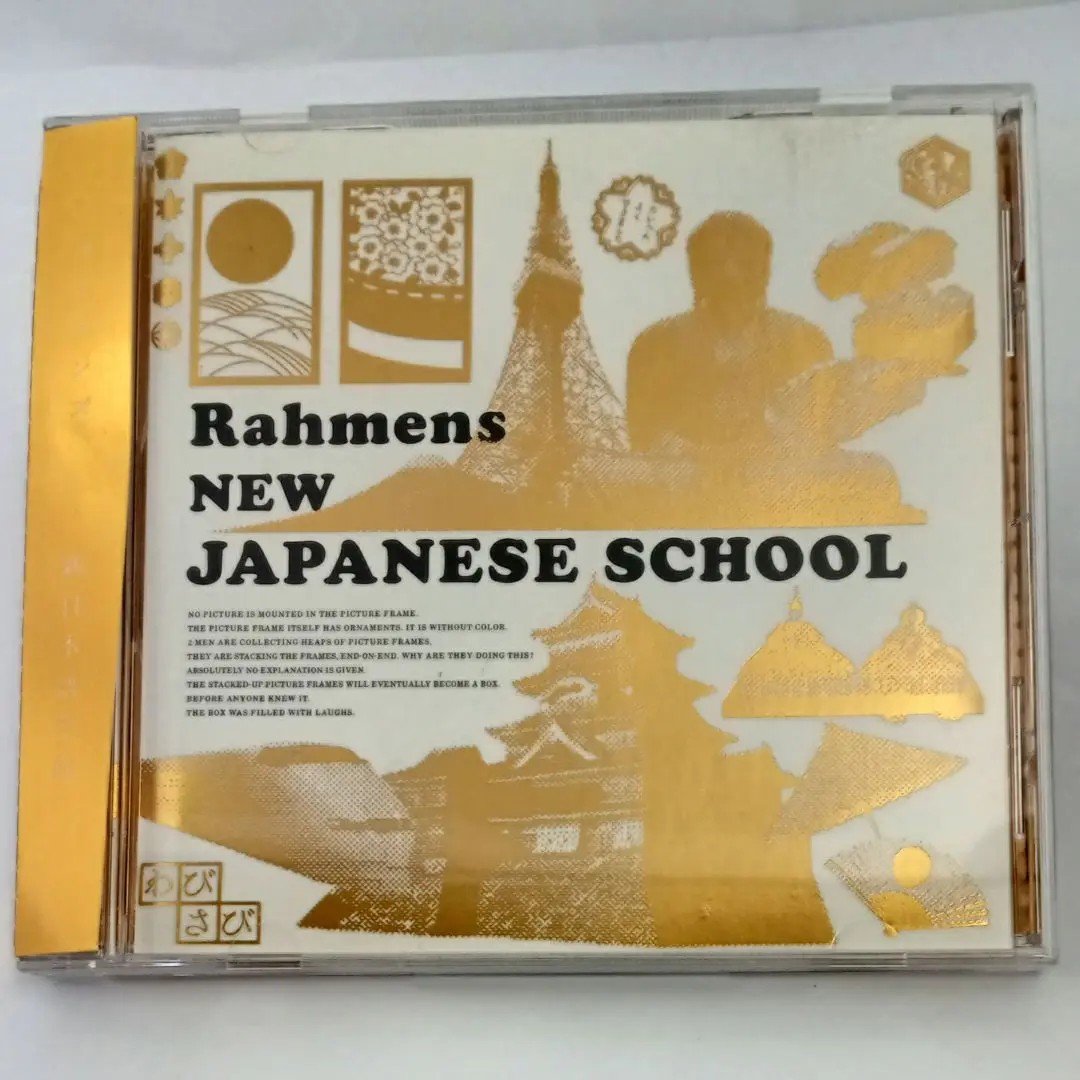 Rahmens
NEW
JAPANESE SCHOOL
NO PICTURE IS MOUNTED IN THE PICTURE FRAME.
THE PICTURE FRAME ITSELF HAS ORNAMENTS. IT IS WITHOUT COLOR.
2 MEN ARE COLLECTING HEAPS OF PICTURE FRAMES.
THEY ARE STACKING THE FRAMES, END-ON-END. WHY ARE THEY DOING THIS?
ABSOLUTELY NO EXPLANATION IS GIVEN.
THE STACKED-UP PICTURE FRAMES WILL EVENTUALLY BECOME A BOX.
BEFORE ANYONE KNEW IT.
THE BOX WAS FILLED WITH LAUGHS.
わび
さび